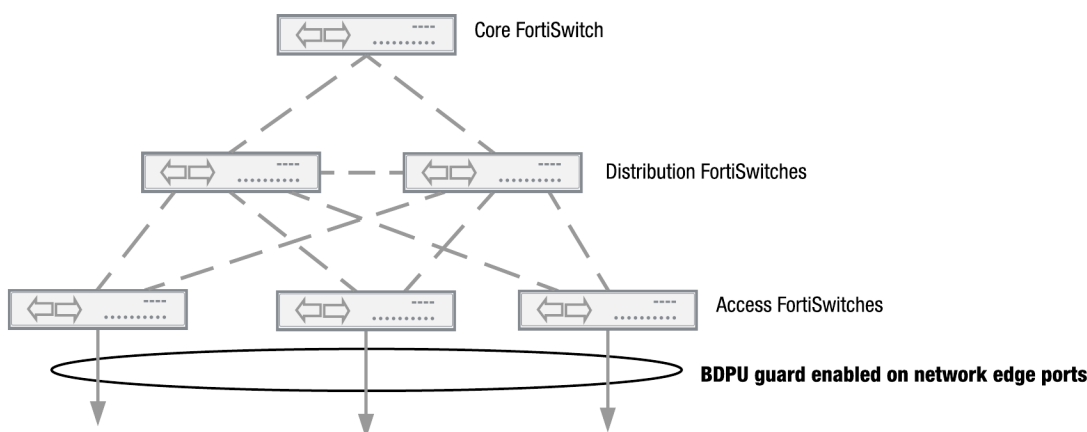 Core FortiSwitch
Distribution FortiSwitches
Access FortiSwitches
BDPU guard enabled on network edge ports